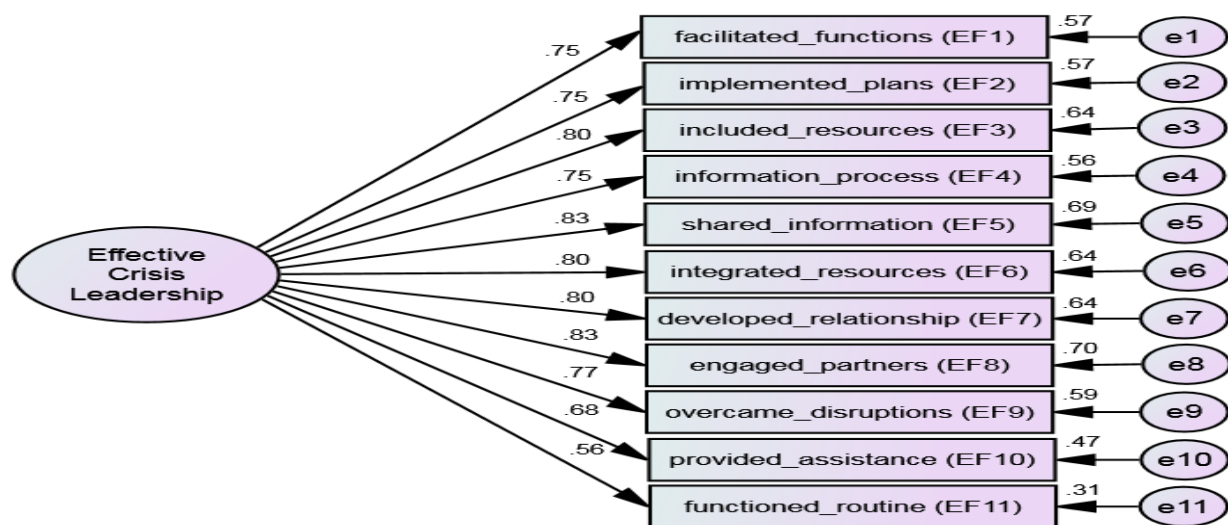 .57
facilitated_functions (EF1)
e1
.75
.57
implemented_plans (EF2)
e2
.75
.64
included_resources (EF3)
e3
.80
.56
information_process (EF4)
e4
.75
.69
shared_information (EF5)
e5
.83
Effective
Crisis
Leadership
.64
integrated_resources (EF6)
e6
.80
.64
developed_relationship (EF7)
e7
.80
.70
engaged_partners (EF8)
e8
.83
.59
overcame_disruptions (EF9)
e9
.77
.47
provided_assistance (EF10)
e10
.68
.31
functioned_routine (EF11)
e11
.56